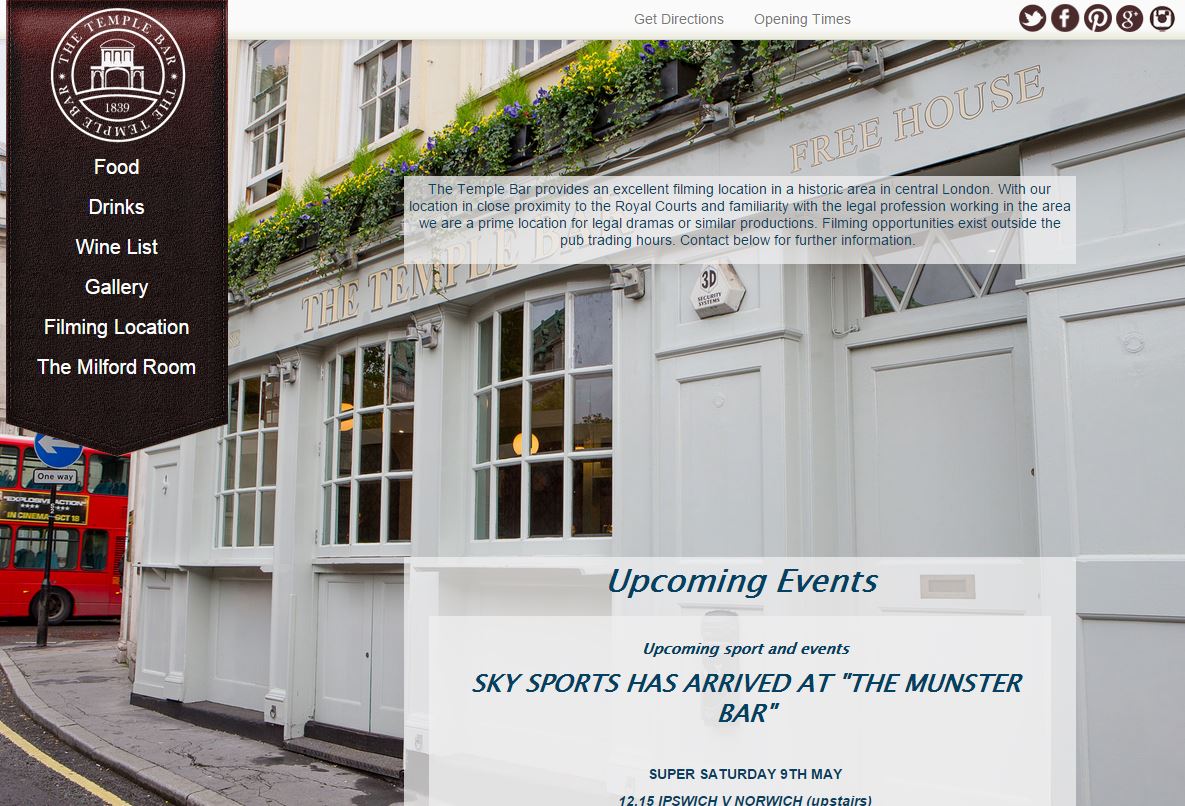 Get Directions
Opening Times
THE TEMPLE BAR · THE TEMPLE BAR ·
1839
Food
Drinks
Wine List
Gallery
Filming Location
The Milford Room
FREE HOUSE
The Temple Bar provides an excellent filming location in a historic area in central London. With our
location in close proximity to the Royal Courts and familiarity with the legal profession working in the area
we are a prime location for legal dramas or similar productions. Filming opportunities exist outside the
pub trading hours. Contact below for further information.
THE TEMPLE B
3D
SECURITY
SYSTEMS
One way
"EXPLOSIVE ACTION"
IN CINEMAS OCT 18
Upcoming Events
Upcoming sport and events
SKY SPORTS HAS ARRIVED AT "THE MUNSTER
BAR"
SUPER SATURDAY 9TH MAY
12.15 IPSWICH V NORWICH (upstairs)